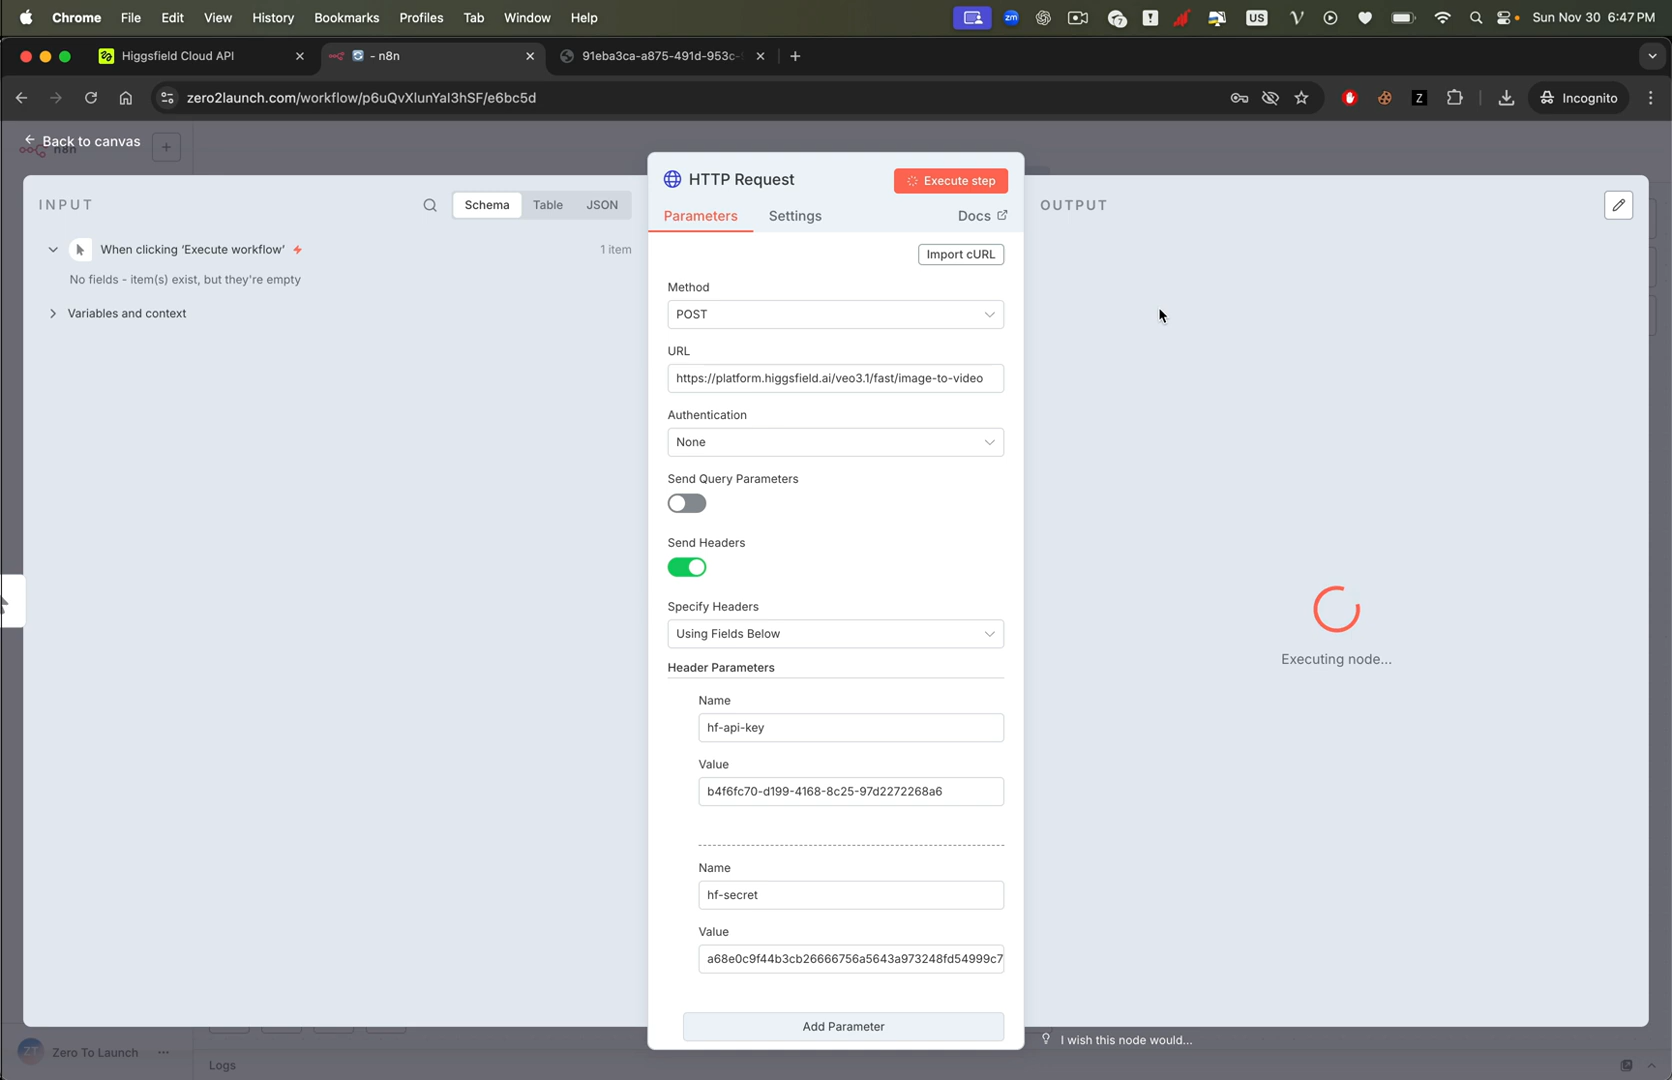 Chrome File Edit View History Bookmarks Profiles Tab Window Help
zm
7
US
Sun Nov 30 6:47 PM
Higgsfield Cloud API
- n8n
91eba3ca-a875-491d-953c-
zero2launch.com/workflow/p6uQvXlunYal3hSF/e6bc5d
Z
Incognito
Back to canvas
n8n
INPUT
Schema Table JSON
When clicking ‘Execute workflow’
1 item
No fields - item(s) exist, but they're empty
Variables and context
HTTP Request
Execute step
Parameters Settings Docs
Import cURL
Method
POST
URL
https://platform.higgsfield.ai/veo3.1/fast/image-to-video
Authentication
None
Send Query Parameters
Send Headers
Specify Headers
Using Fields Below
Header Parameters
Name
hf-api-key
Value
b4f6fc70-d199-4168-8c25-97d2272268a6
Name
hf-secret
Value
a68e0c9f44b3cb26666756a5643a973248fd54999c7
Add Parameter
OUTPUT
Executing node...
I wish this node would...
ZT
Zero To Launch
Logs